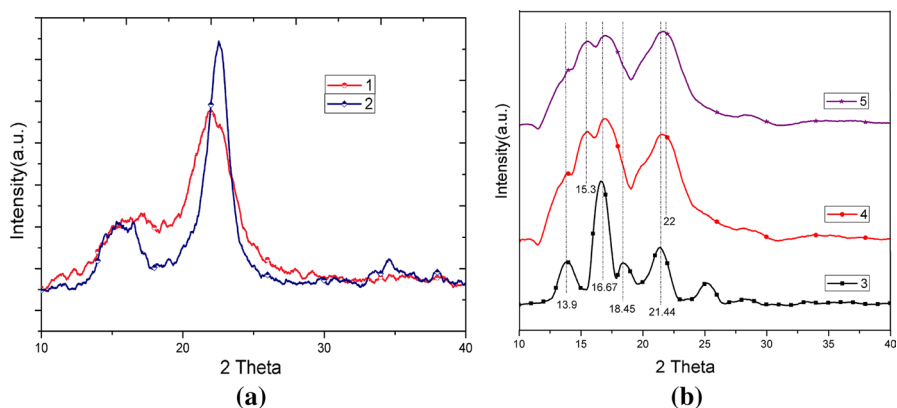 1
2
Intensity(a.u.)
10 20 30 40
2 Theta
(a)
5
4
3
15.3
22
16.67
13.9
18.45
21.44
Intensity(a.u.)
10 15 20 25 30 35 40
2 Theta
(b)